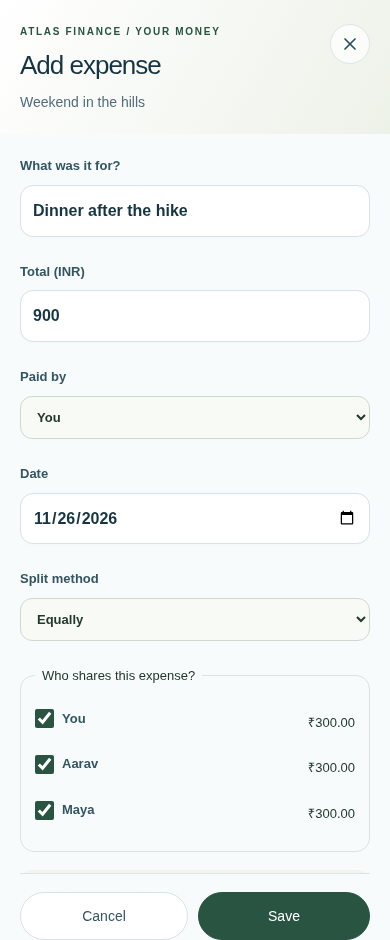 ATLAS FINANCE / YOUR MONEY
Add expense
Weekend in the hills
What was it for?
Dinner after the hike
Total (INR)
900
Paid by
You
Date
11/26/2026
Split method
Equally
Who shares this expense?
You ₹300.00
Aarav ₹300.00
Maya ₹300.00
Cancel Save